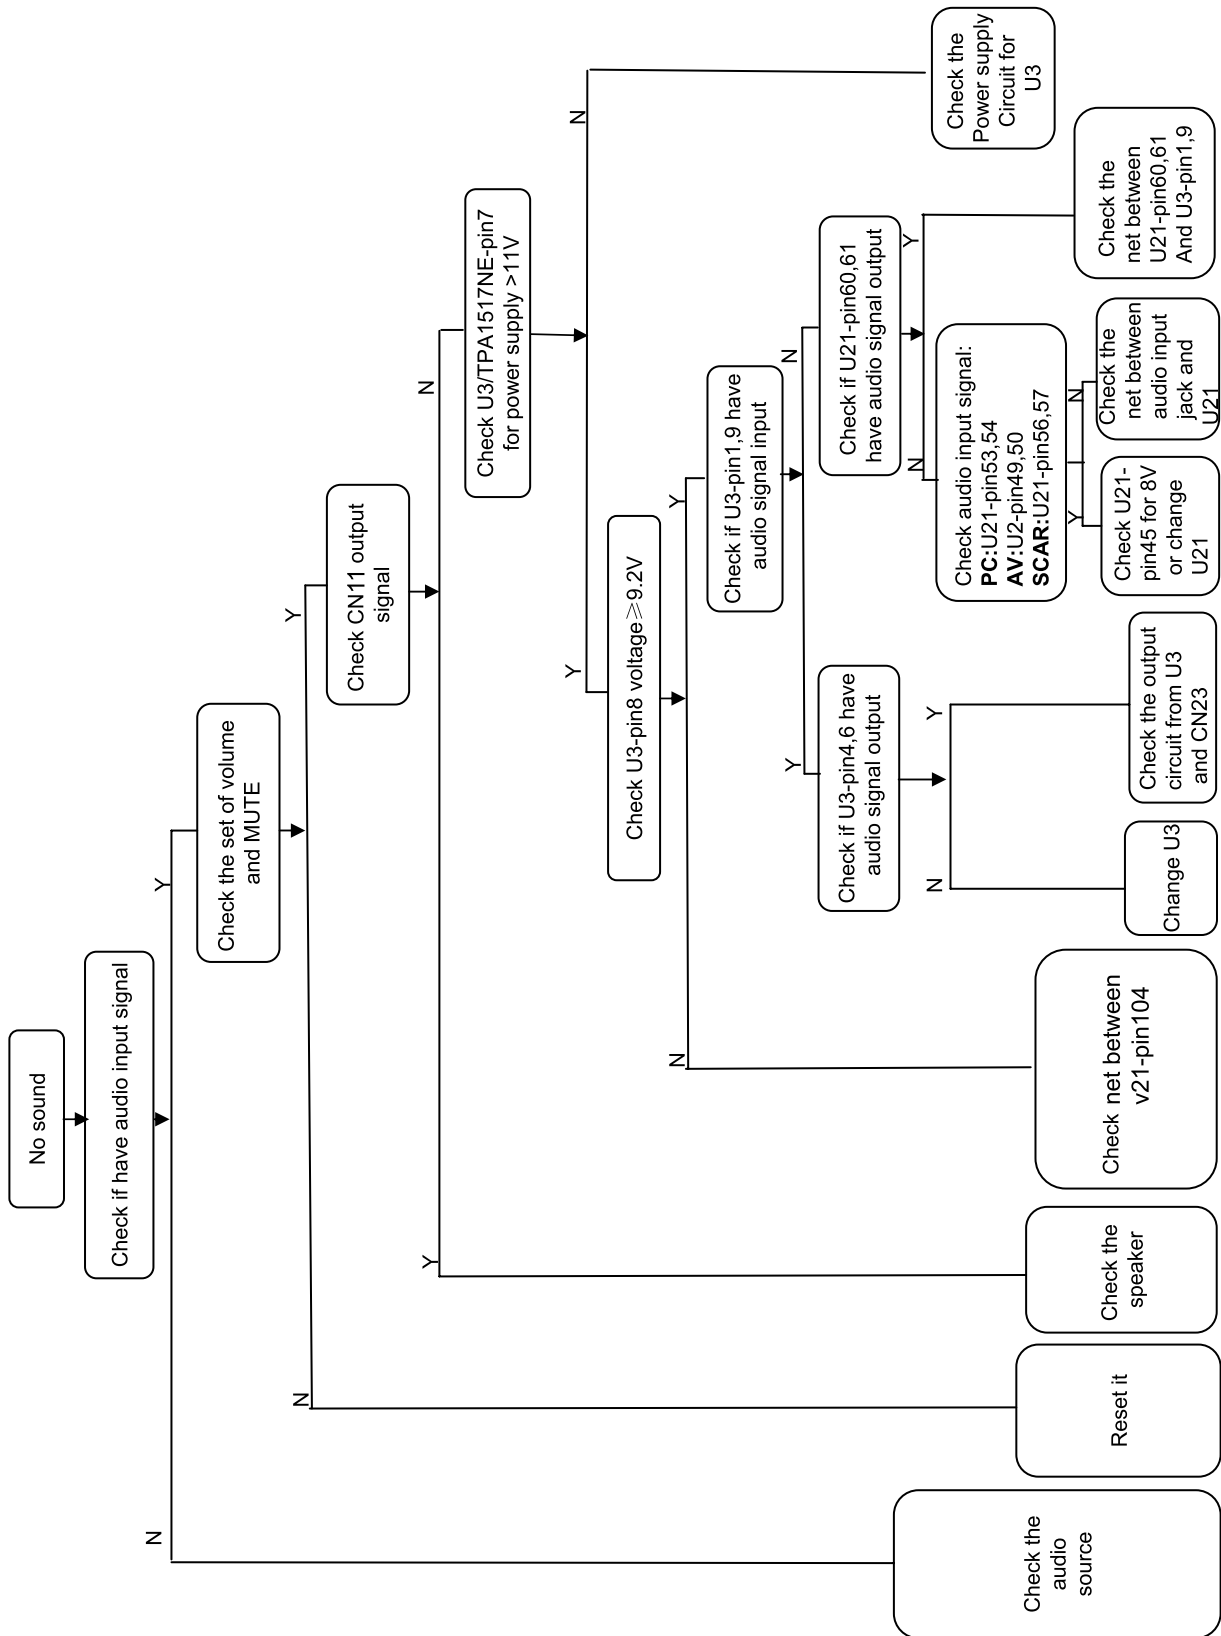 No sound
Check if have audio input signal
N
Y
Check the set of volume
and MUTE
N
Y
Check CN11 output
signal
Y
N
Check U3/TPA1517NE-pin7
for power supply >11V
Y
N
Check U3-pin8 voltage≥9.2V
N
Y
Check if U3-pin1,9 have
audio signal input
Y
N
Check if U3-pin4,6 have
audio signal output
Check if U21-pin60,61
have audio signal output
N
Y
N
Y
Check audio input signal:
PC:U21-pin53,54
AV:U2-pin49,50
SCAR:U21-pin56,57
Y
N
Check the
audio
source
Reset it
Check the
speaker
Check net between
v21-pin104
Change U3
Check the output
circuit from U3
and CN23
Check U21-
pin45 for 8V
or change
U21
Check the
net between
audio input
jack and
U21
Check the
net between
U21-pin60,61
And U3-pin1,9
Check the
Power supply
Circuit for
U3